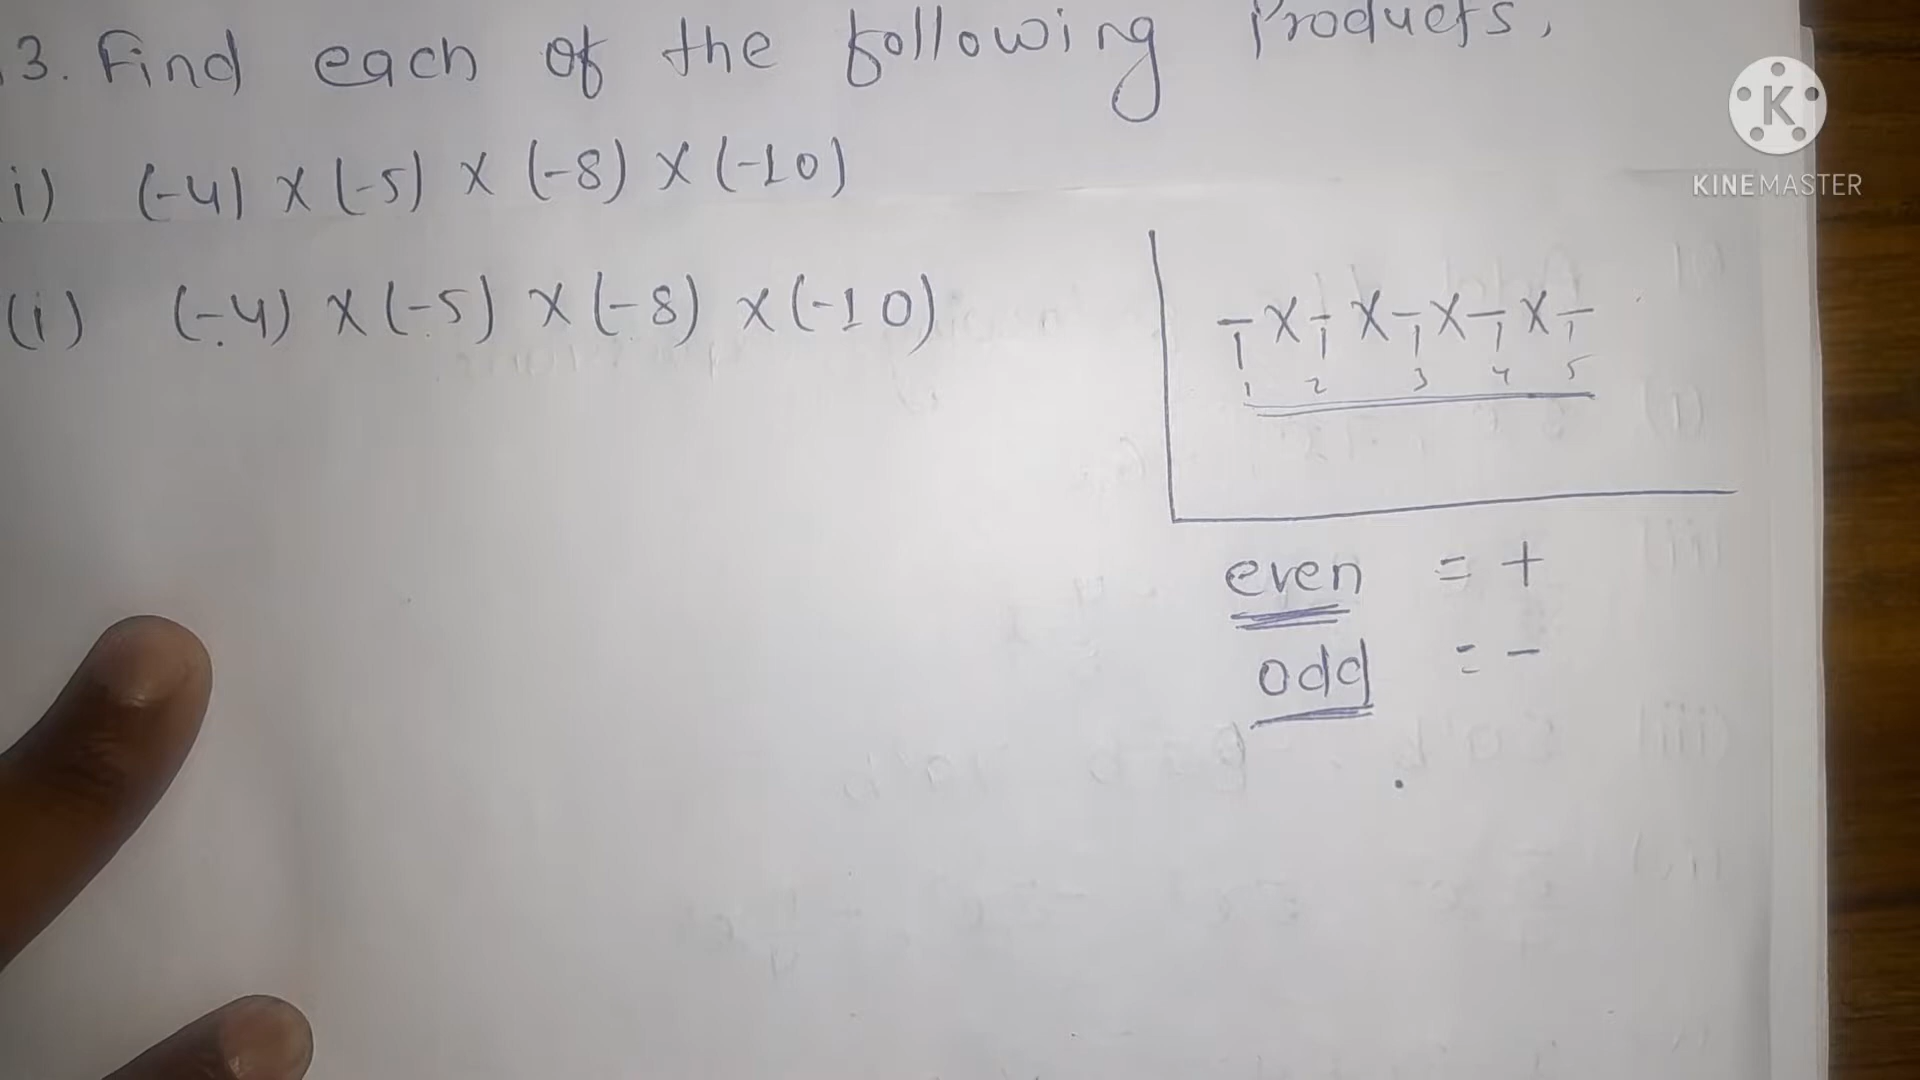 3. Find each of the following Products,
i) (-4) × (-5) × (-8) × (-10)
(i) (-4) × (-5) × (-8) × (-10)
- × - × - × - × -
1 2 3 4 5
even = +
odd = -
K
KINEMASTER